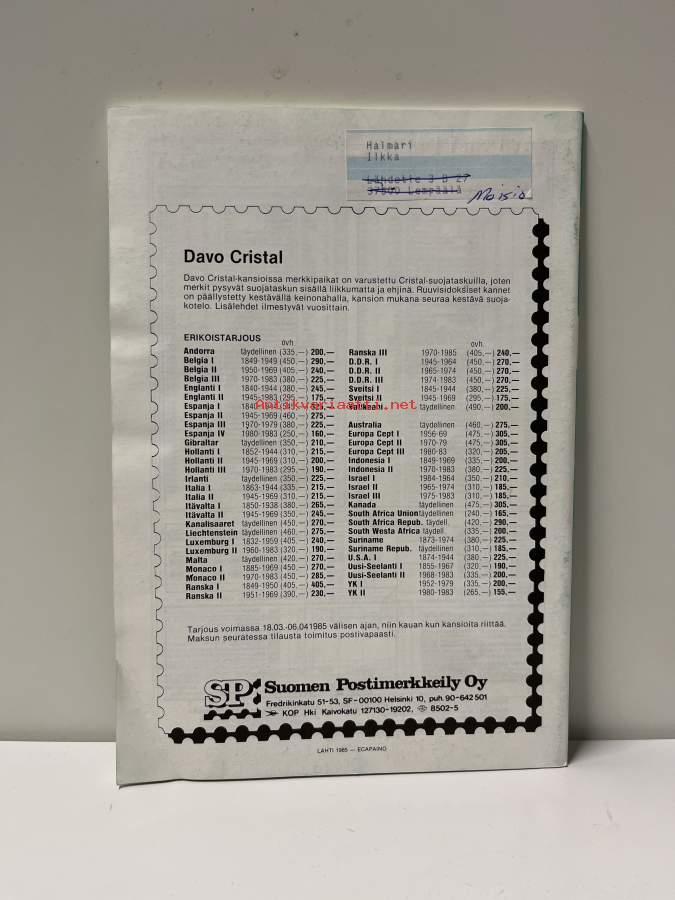 Halmari
Ilkka
Lähdetie 3 B 27
37500 Lempäälä
Moisio
Davo Cristal
Davo Cristal-kansioissa merkkipaikat on varustettu Cristal-suojataskuilla, joten
merkit pysyvät suojataskun sisällä liikkumatta ja ehjinä. Ruuvisidoksiset kannet
on päällystetty kestävällä keinonahalla, kansion mukana seuraa kestävä suoja-
kotelo. Lisälehdet ilmestyvät vuosittain.
ERIKOISTARJOUS
ovh
Andorra täydellinen (335,—) 200,—
Belgia I 1849-1949 (450,—) 290,—
Belgia II 1950-1969 (405,—) 240,—
Belgia III 1970-1983 (380,—) 225,—
Englanti I 1840-1944 (380,—) 245,—
Englanti II 1945-1983 (295,—) 175,—
Espanja I
Espanja II 1945-1969 (460,—) 275,—
Espanja III 1970-1979 (380,—) 225,—
Espanja IV 1980-1983 (250,—) 160,—
Gibraltar täydellinen (350,—) 210,—
Hollanti I 1852-1944 (310,—) 215,—
Hollanti II 1945-1969 (310,—) 200,—
Hollanti III 1970-1983 (295,—) 190,—
Irlanti täydellinen (350,—) 225,—
Italia I 1863-1944 (335,—) 215,—
Italia II 1945-1969 (310,—) 215,—
Itävalta I 1850-1938 (380,—) 265,—
Itävalta II 1945-1969 (350,—) 245,—
Kanalisaaret täydellinen (450,—) 270,—
Liechtenstein täydellinen (460,—) 275,—
Luxemburg I 1832-1959 (405,—) 240,—
Luxemburg II 1960-1983 (320,—) 190,—
Malta täydellinen (420,—) 270,—
Monaco I 1885-1969 (450,—) 270,—
Monaco II 1970-1983 (450,—) 285,—
Ranska I 1849-1950 (405,—) 405,—
Ranska II 1951-1969 (390,—) 230,—
ovh.
Ranska III 1970-1985 (405,—) 240,—
D.D.R. I 1945-1964 (450,—) 270,—
D.D.R. II 1965-1974 (450,—) 270,—
D.D.R. III 1974-1983 (450,—) 270,—
Sveitsi I 1845-1944 (380,—) 225,—
Sveitsi II 1945-1969 (295,—) 175,—
Vatikaani täydellinen (490,—) 200,—
Australia täydellinen (460,—) 275,—
Europa Cept I 1956-69 (475,—) 305,—
Europa Cept II 1970-79 (475,—) 305,—
Europa Cept III 1980-83 (320,—) 205,—
Indonesia I 1849-1969 (335,—) 200,—
Indonesia II 1970-1983 (380,—) 225,—
Israel I 1984-1964 (350,—) 210,—
Israel II 1965-1974 (310,—) 185,—
Israel III 1975-1983 (310,—) 185,—
Kanada täydellinen (475,—) 305,—
South Africa Union täydellinen (240,—) 165,—
South Africa Repub. täydell. (420,—) 290,—
South Westa Africa täydell. (335,—) 200,—
Suriname 1873-1974 (380,—) 225,—
Suriname Repub. täydellinen (310,—) 185,—
U.S.A. I 1874-1944 (380,—) 225,—
Uusi-Seelanti I 1855-1967 (320,—) 190,—
Uusi-Seelanti II 1968-1983 (335,—) 200,—
YK I 1952-1979 (335,—) 200,—
YK II 1980-1983 (265,—) 155,—
Antikvariaatti.net
Tarjous voimassa 18.03.-06.041985 välisen ajan, niin kauan kun kansioita riittää.
Maksun seuratessa tilausta toimitus postivapaasti.
SP Suomen Postimerkkeily Oy
Fredrikinkatu 51-53, SF-00100 Helsinki 10, puh. 90-642 501
KOP Hki Kaivokatu 127130-19202, 8502-5
LAHTI 1985 — ECAPAINO